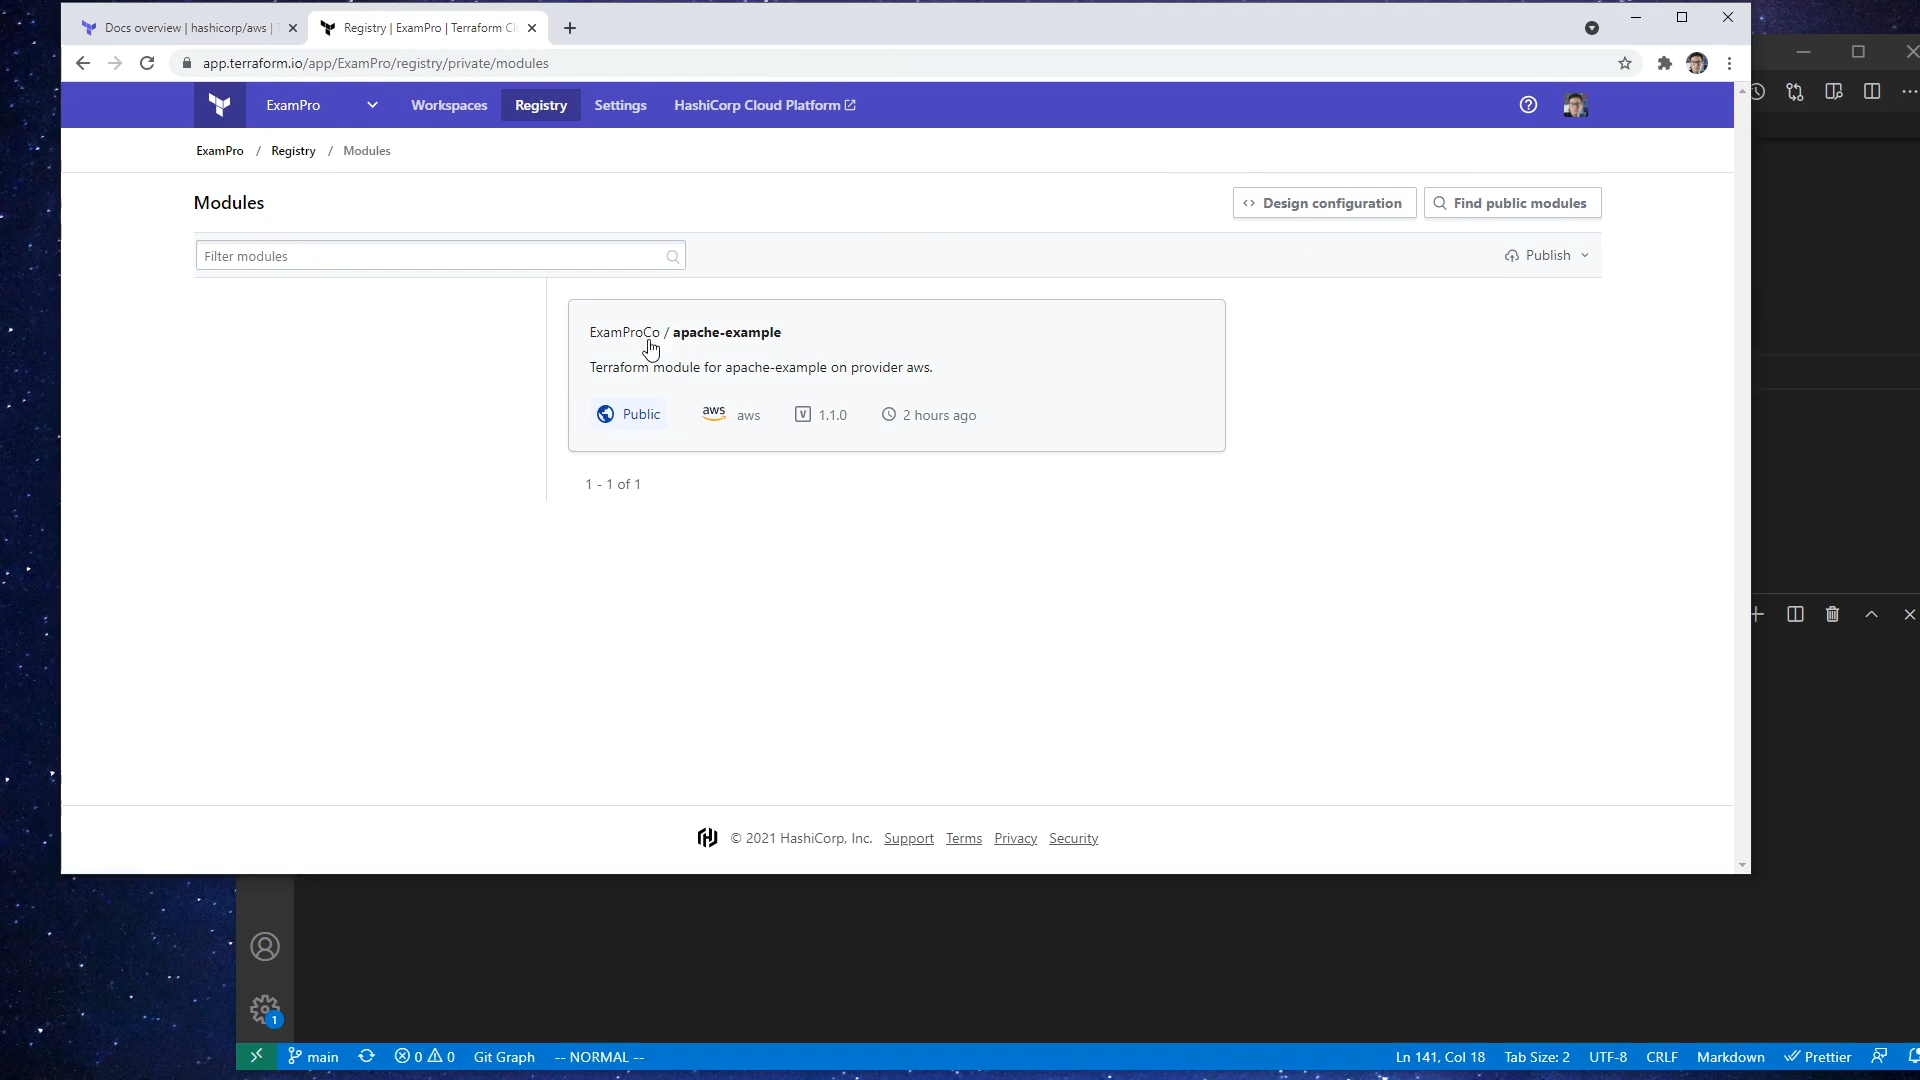 Docs overview | hashicorp/aws |
Registry | ExamPro | Terraform Cl
app.terraform.io/app/ExamPro/registry/private/modules
ExamPro
Workspaces
Registry
Settings
HashiCorp Cloud Platform
ExamPro / Registry / Modules
Modules
Design configuration
Find public modules
Filter modules
Publish
ExamProCo / apache-example
Terraform module for apache-example on provider aws.
Public
aws
aws
V
1.1.0
2 hours ago
1 - 1 of 1
© 2021 HashiCorp, Inc.
Support
Terms
Privacy
Security
1
main
0
0
Git Graph
-- NORMAL --
Ln 141, Col 18
Tab Size: 2
UTF-8
CRLF
Markdown
Prettier